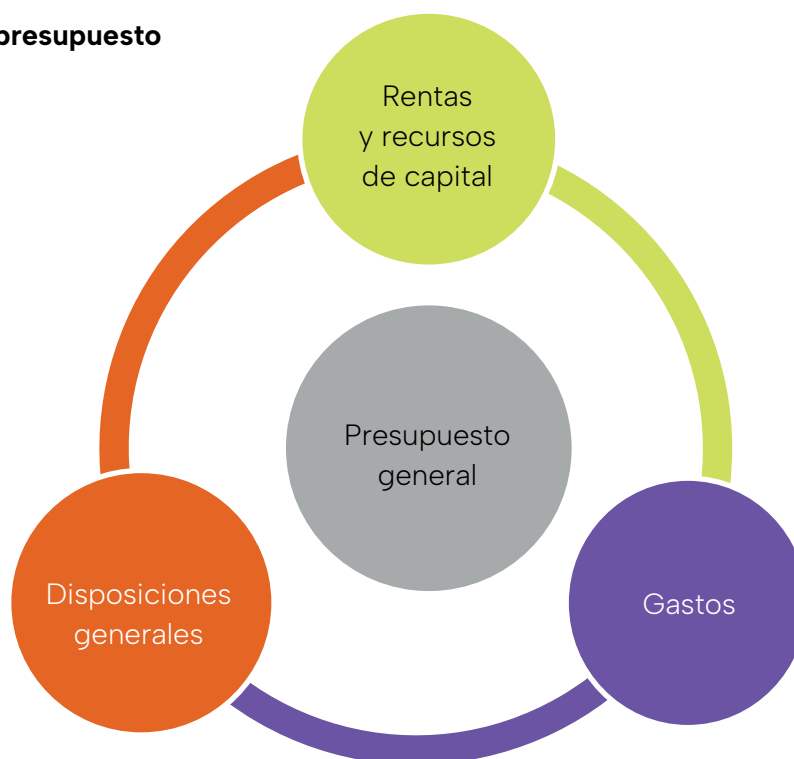 presupuesto
Rentas
y recursos
de capital
Presupuesto
general
Disposiciones
generales
Gastos